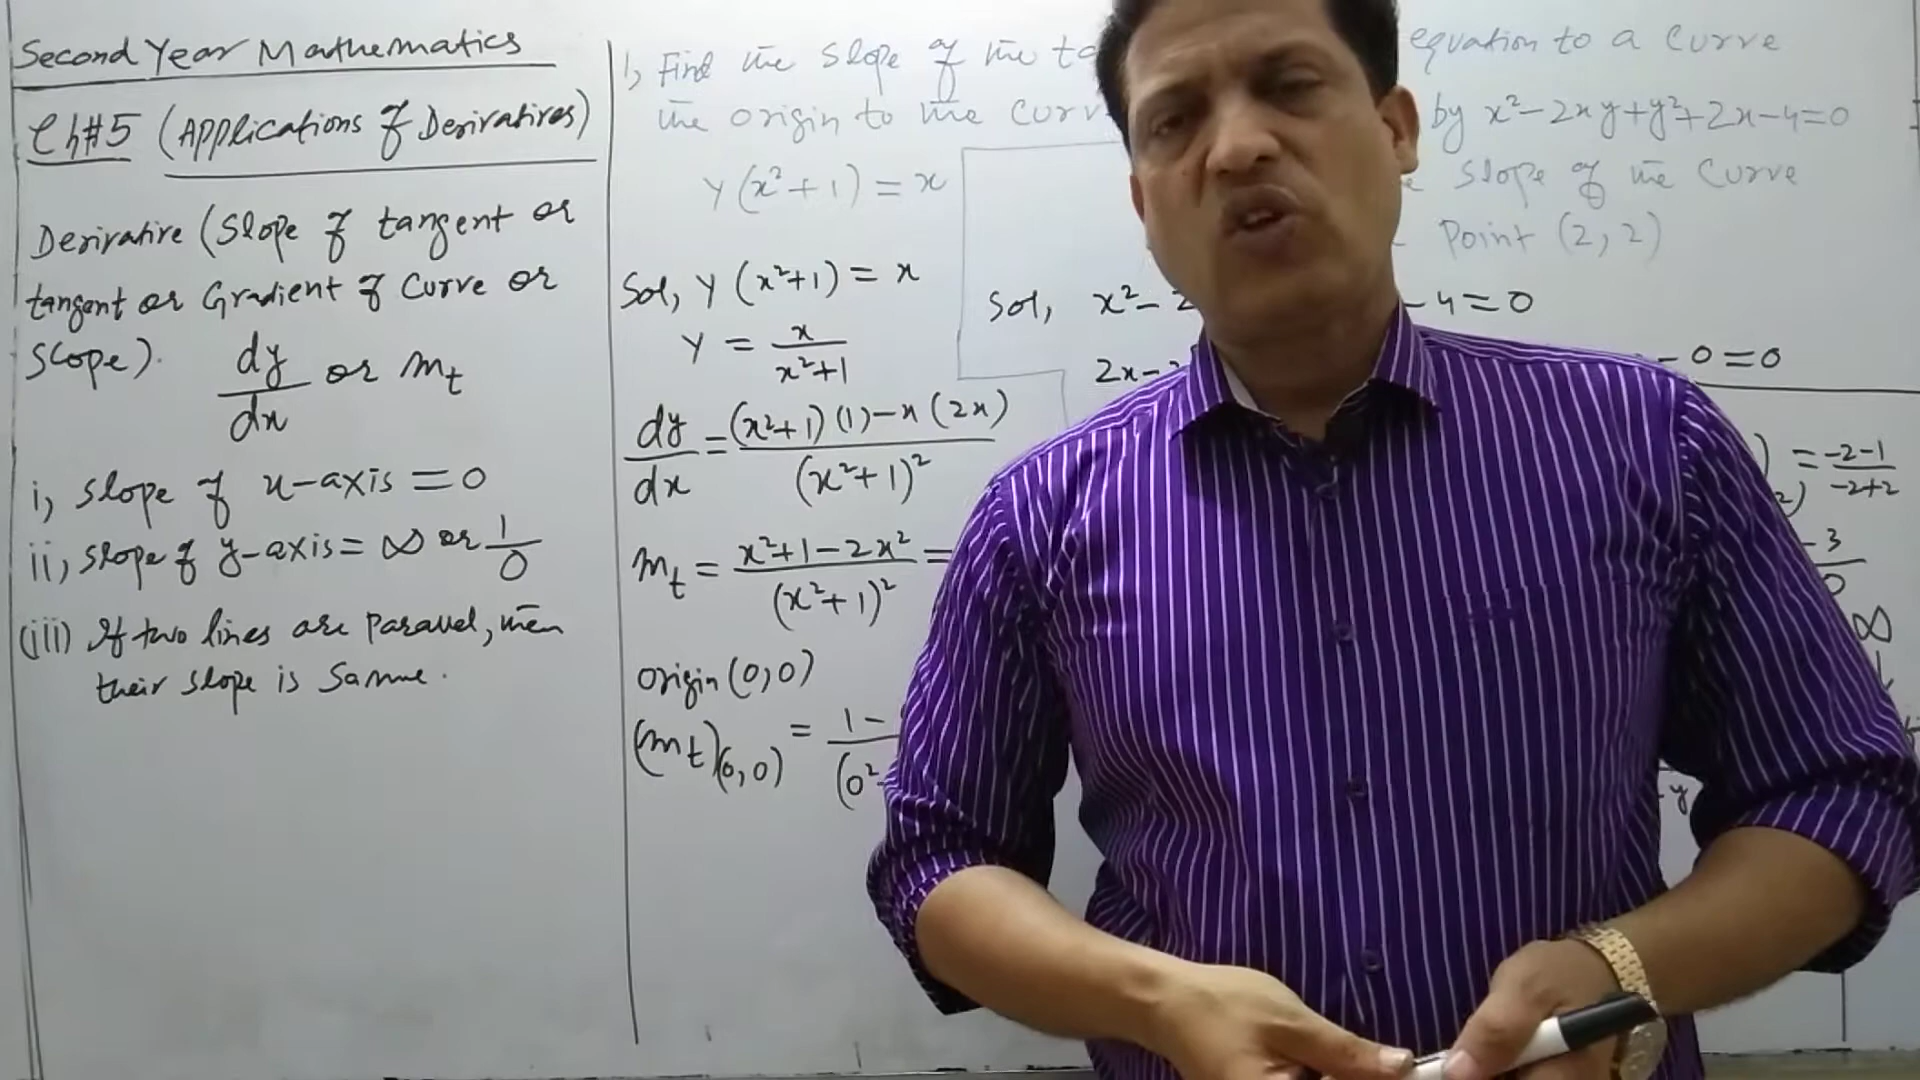 Second Year Mathematics
Ch#5 (Applications of Derivatives)
Derivative (Slope of tangent or
tangent or Gradient of Curve or
Slope). dy/dx or mt
i, slope of x-axis = 0
ii, slope of y-axis = ∞ or 1/0
(iii) If two lines are parallel, then
their slope is same.
1, Find the slope of the
the origin to the
y(x²+1) = x
Sol, y(x²+1) = x
y = x/(x²+1)
dy/dx = ((x²+1)(1)-x(2x))/(x²+1)²
mt = (x²+1-2x²)/(x²+1)² =
origin (0,0)
(mt)(0,0) =
equation to a curve
by x²-2xy+y²+2x-4=0
slope of the curve
Point (2,2)
Sol, x²-
-4=0
2x-
-0=0
= (-2-1)/(-2+2)
-3/0
∞